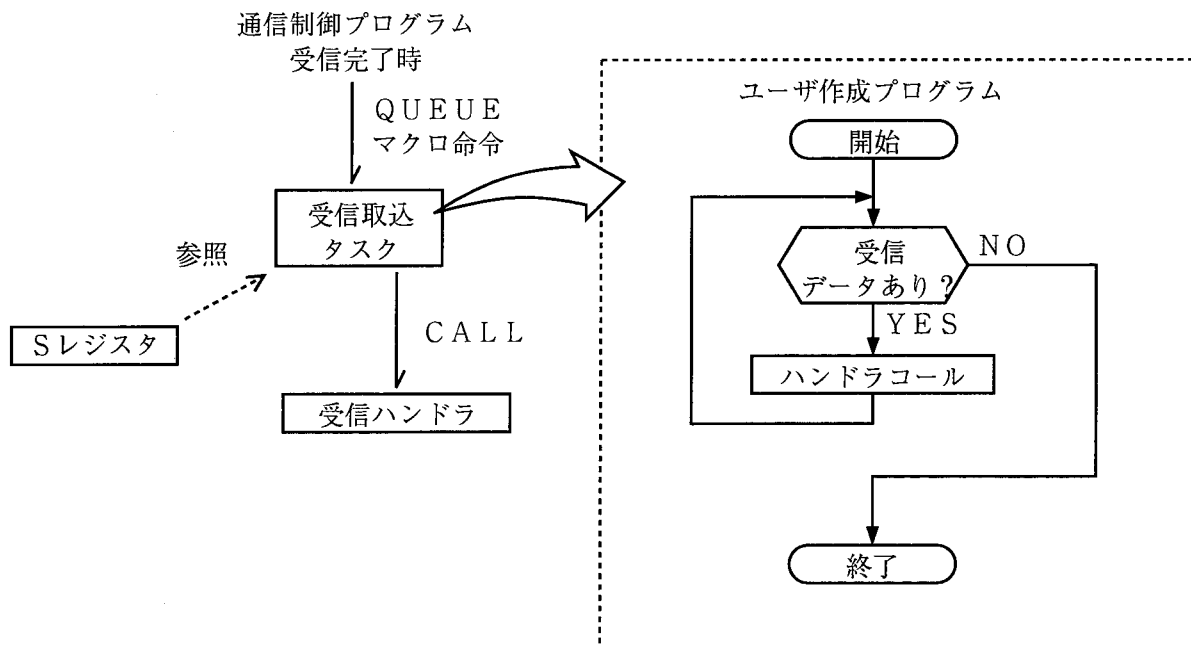 通信制御プログラム
受信完了時
QUEUE
マクロ命令
受信取込
タスク
参照
Sレジスタ
CALL
受信ハンドラ
ユーザ作成プログラム
開始
受信
データあり?
NO
YES
ハンドラコール
終了